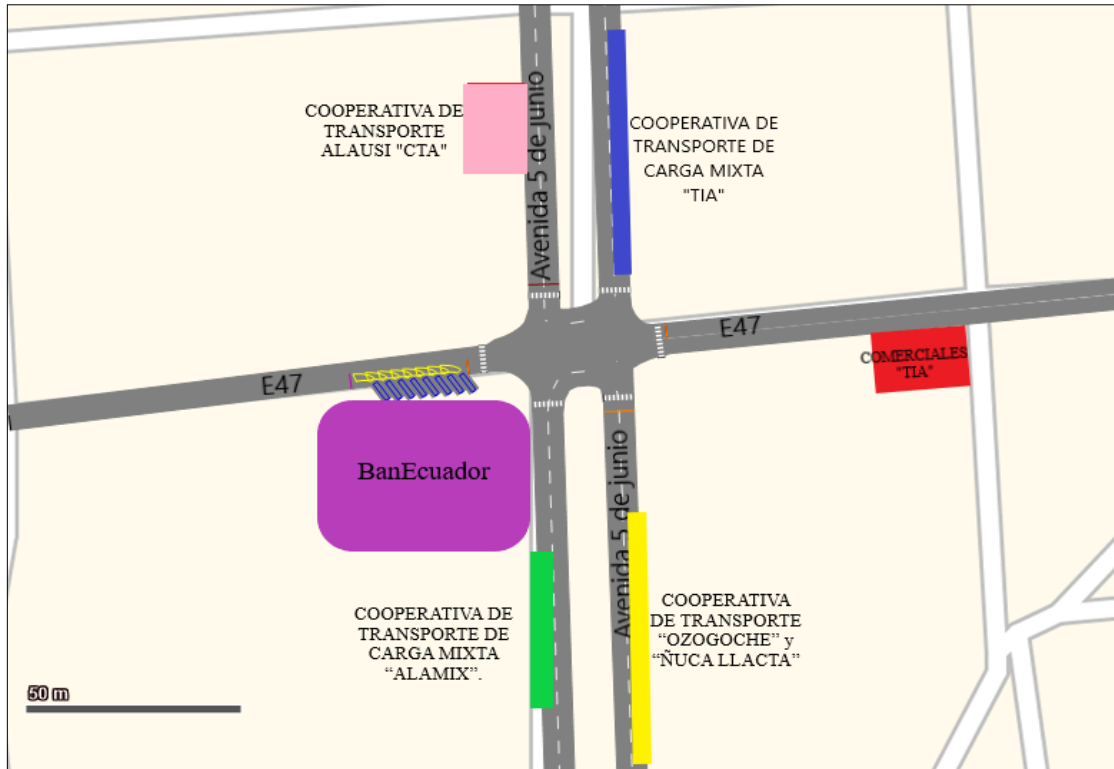 COOPERATIVA DE
TRANSPORTE
ALAUSI "CTA"
Avenida 5 de junio
COOPERATIVA DE
TRANSPORTE DE
CARGA MIXTA
"TIA"
E47
E47
COMERCIALES
"TIA"
BanEcuador
Avenida 5 de junio
COOPERATIVA DE
TRANSPORTE DE
CARGA MIXTA
“ALAMIX”.
COOPERATIVA
DE TRANSPORTE
“OZOGOCHE” y
“ÑUCA LLACTA”
50 m